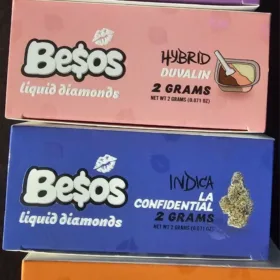 Be$os
liquid diamonds
HYBRID
DUVALIN
2 GRAMS
NET WT 2 GRAMS (0.071 OZ)
Be$os
liquid diamonds
INDICA
LA
CONFIDENTIAL
2 GRAMS
NET WT 2 GRAMS (0.071 OZ)